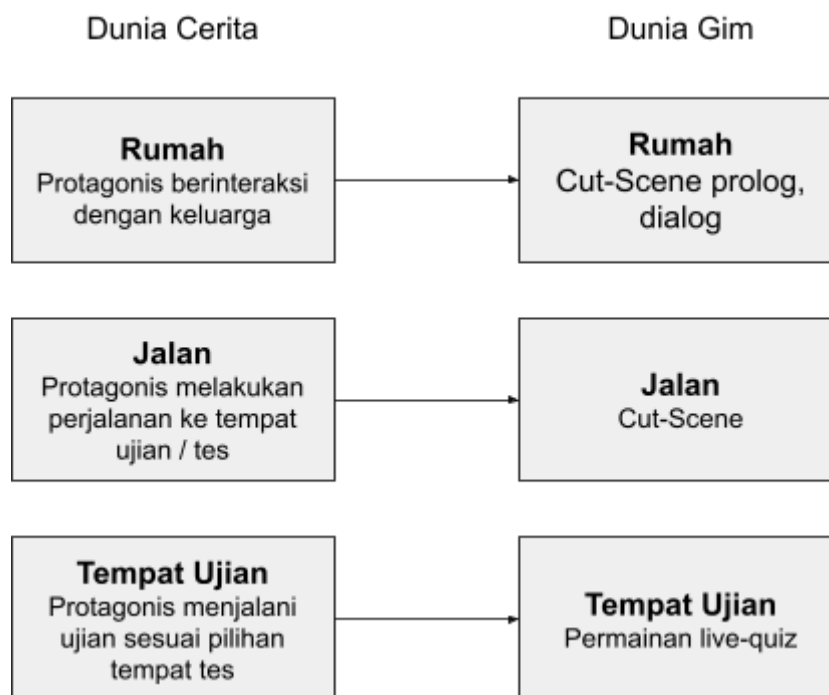 Dunia Cerita
Dunia Gim
Rumah
Protagonis berinteraksi
dengan keluarga
Rumah
Cut-Scene prolog,
dialog
Jalan
Protagonis melakukan
perjalanan ke tempat
ujian / tes
Jalan
Cut-Scene
Tempat Ujian
Protagonis menjalani
ujian sesuai pilihan
tempat tes
Tempat Ujian
Permainan live-quiz